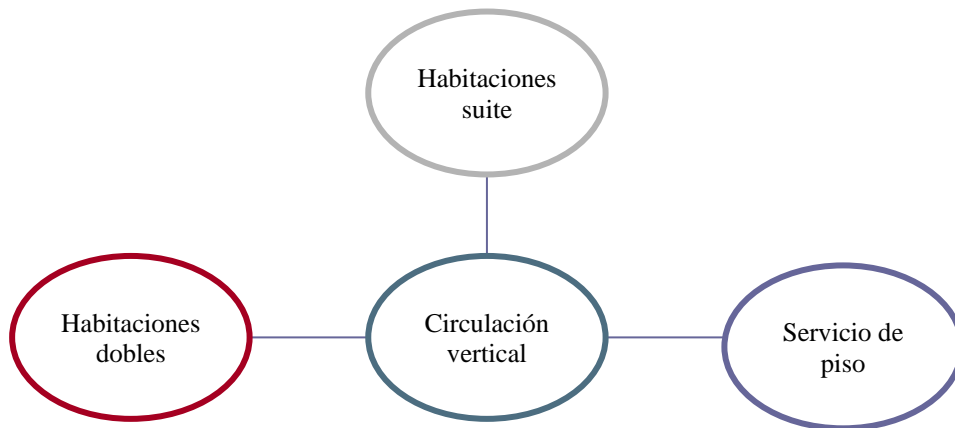 Habitaciones
suite
Habitaciones
dobles
Circulación
vertical
Servicio de
piso